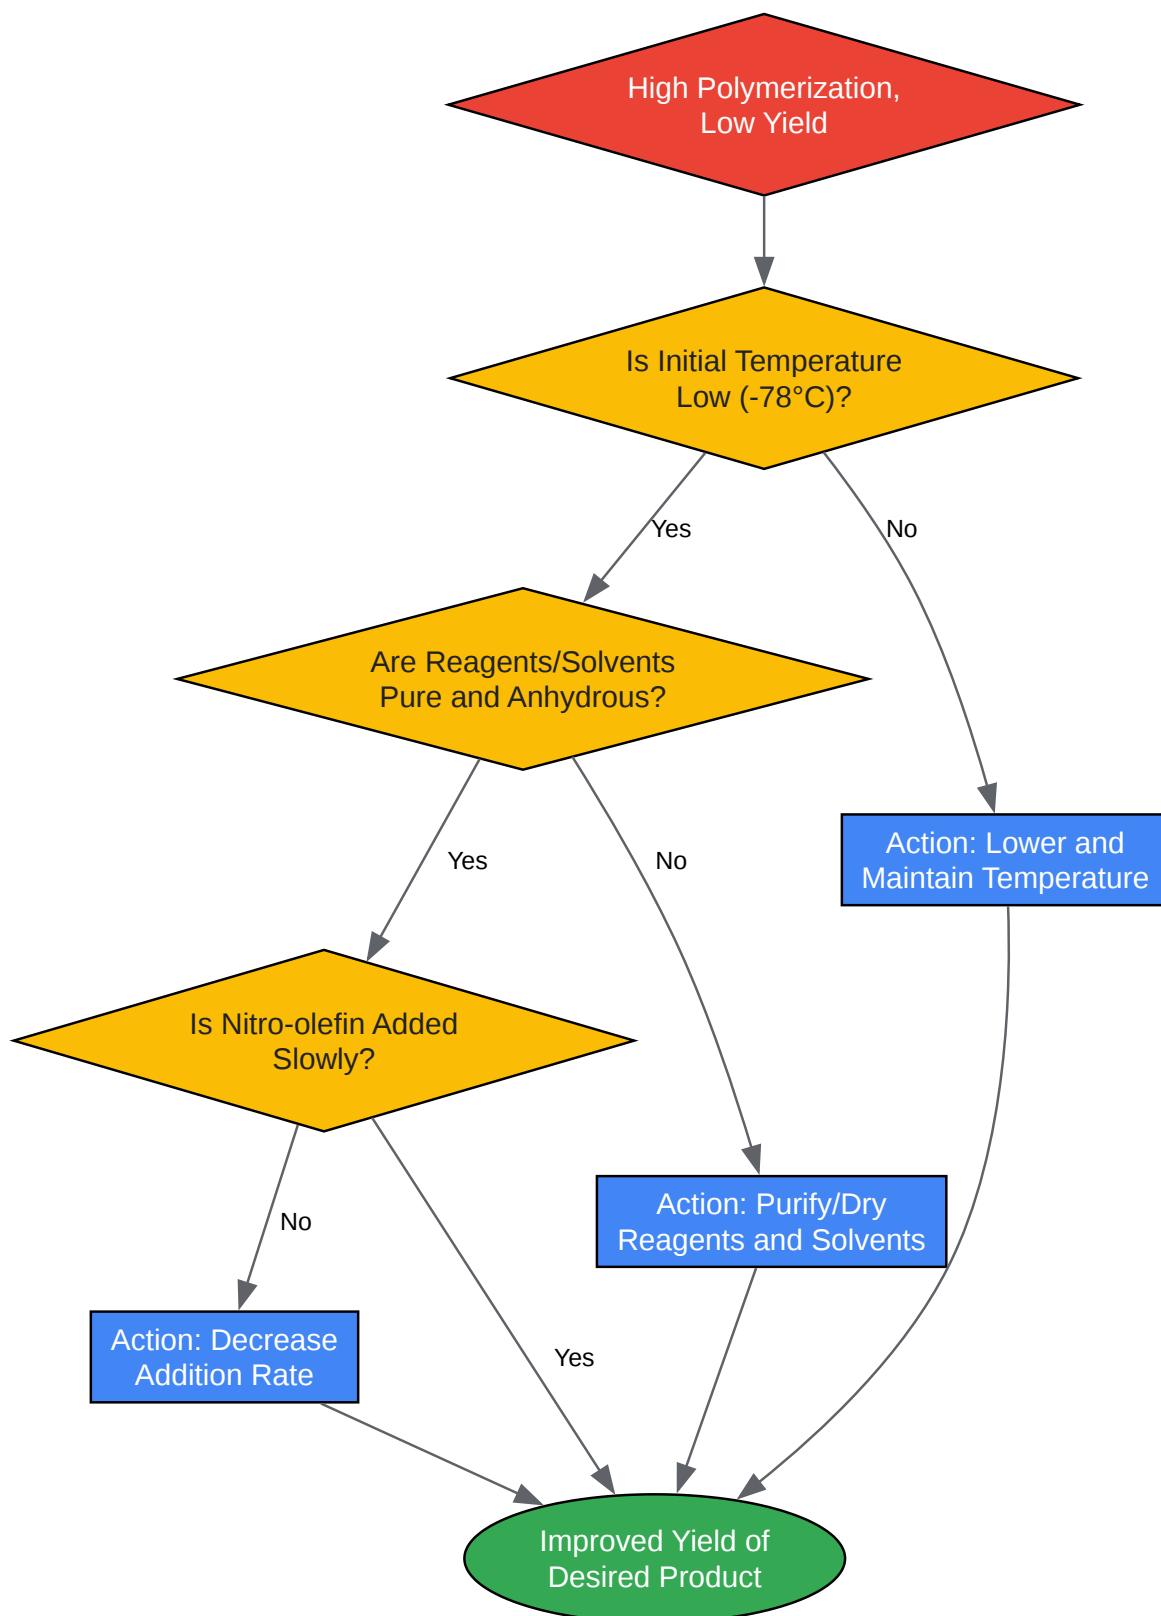 High Polymerization,
Low Yield
Is Initial Temperature
Low (-78°C)?
Yes
No
Are Reagents/Solvents
Pure and Anhydrous?
Action: Lower and
Maintain Temperature
Yes
No
Is Nitro-olefin Added
Slowly?
Action: Purify/Dry
Reagents and Solvents
No
Action: Decrease
Addition Rate
Yes
Improved Yield of
Desired Product